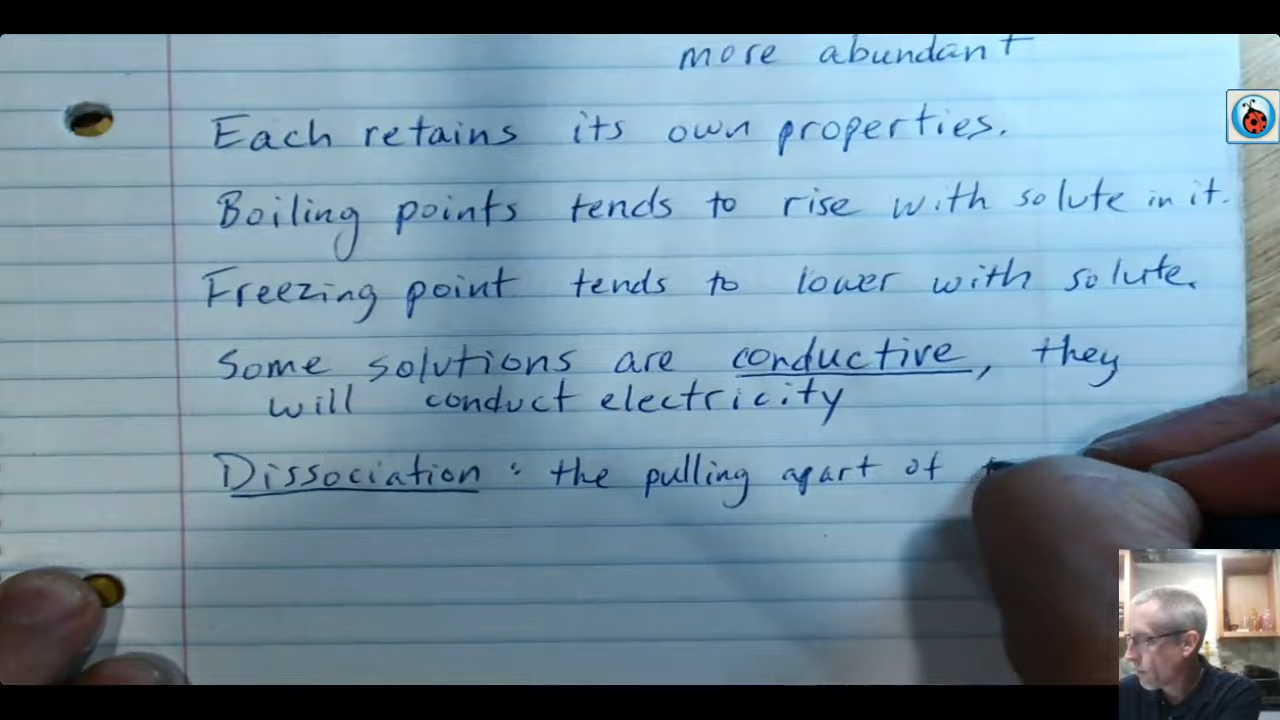 more abundant
Each retains its own properties.
Boiling points tends to rise with solute in it.
Freezing point tends to lower with solute.
Some solutions are conductive, they
will conduct electricity
Dissociation : the pulling apart of